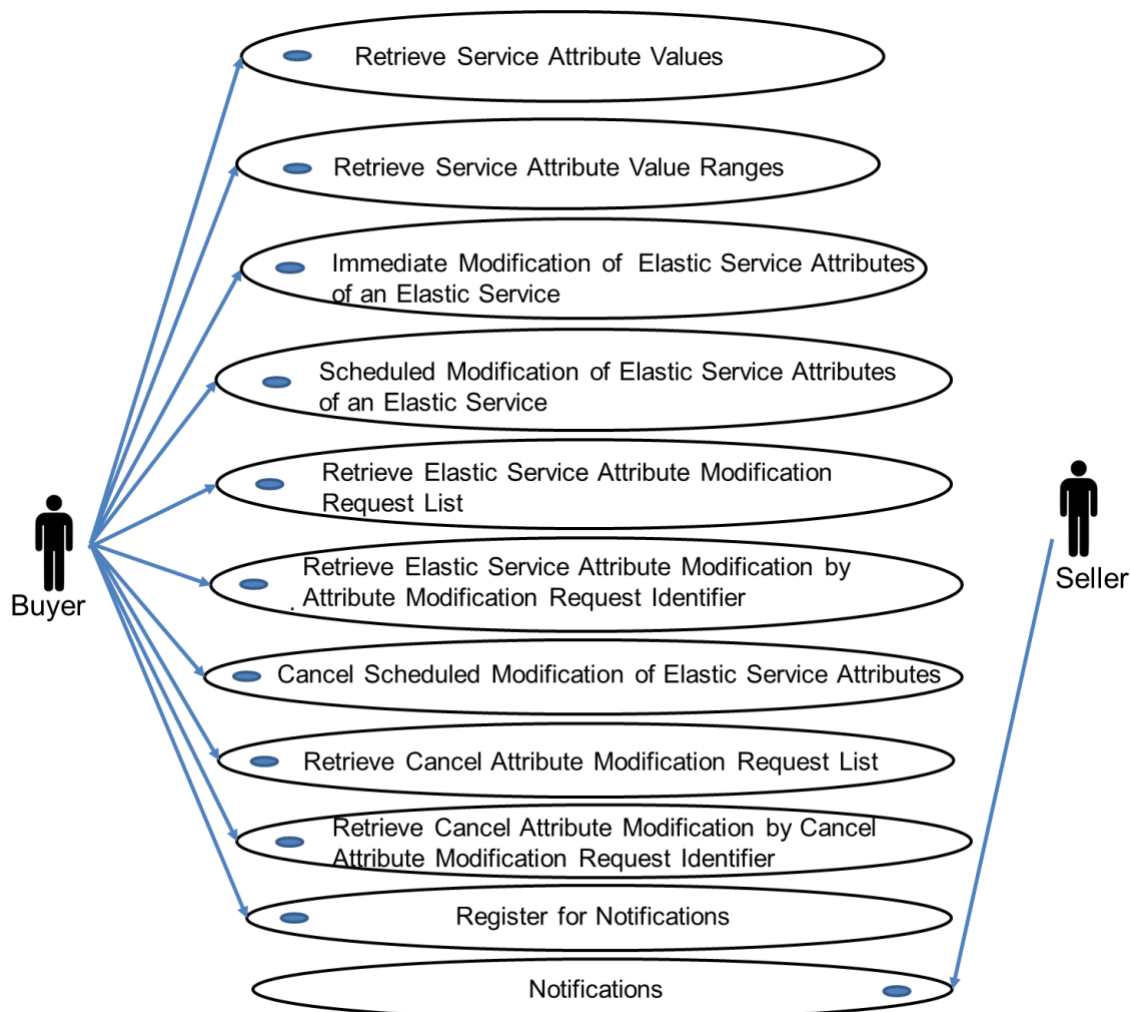 Retrieve Service Attribute Values
Retrieve Service Attribute Value Ranges
Immediate Modification of Elastic Service Attributes
of an Elastic Service
Scheduled Modification of Elastic Service Attributes
of an Elastic Service
Retrieve Elastic Service Attribute Modification
Request List
Buyer
Seller
Retrieve Elastic Service Attribute Modification by
. Attribute Modification Request Identifier
Cancel Scheduled Modification of Elastic Service Attributes
Retrieve Cancel Attribute Modification Request List
Retrieve Cancel Attribute Modification by Cancel
Attribute Modification Request Identifier
Register for Notifications
Notifications